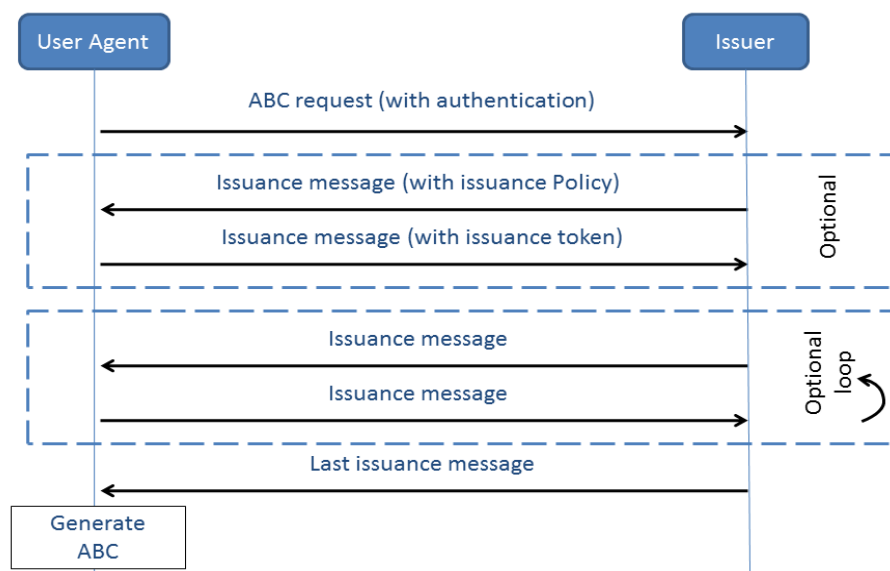 User Agent
Issuer
ABC request (with authentication)
Issuance message (with issuance Policy)
Issuance message (with issuance token)
Optional
Issuance message
Issuance message
Optional
loop
Last issuance message
Generate
ABC